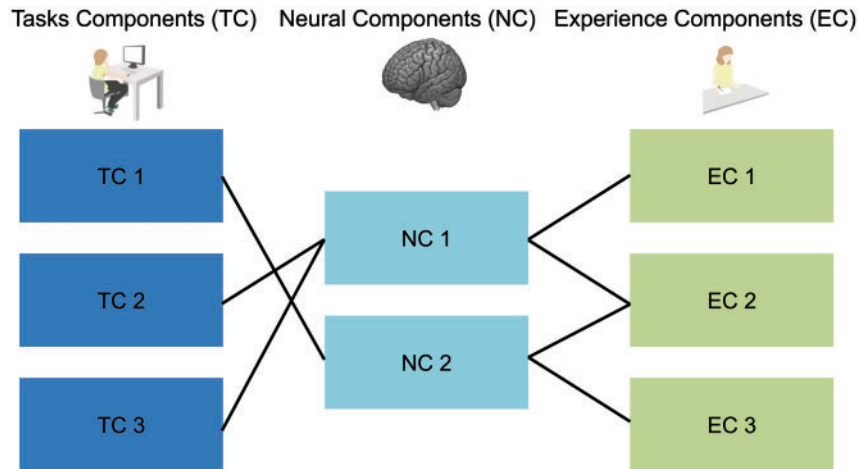 Tasks Components (TC) Neural Components (NC) Experience Components (EC)
TC 1
TC 2
TC 3
NC 1
NC 2
EC 1
EC 2
EC 3